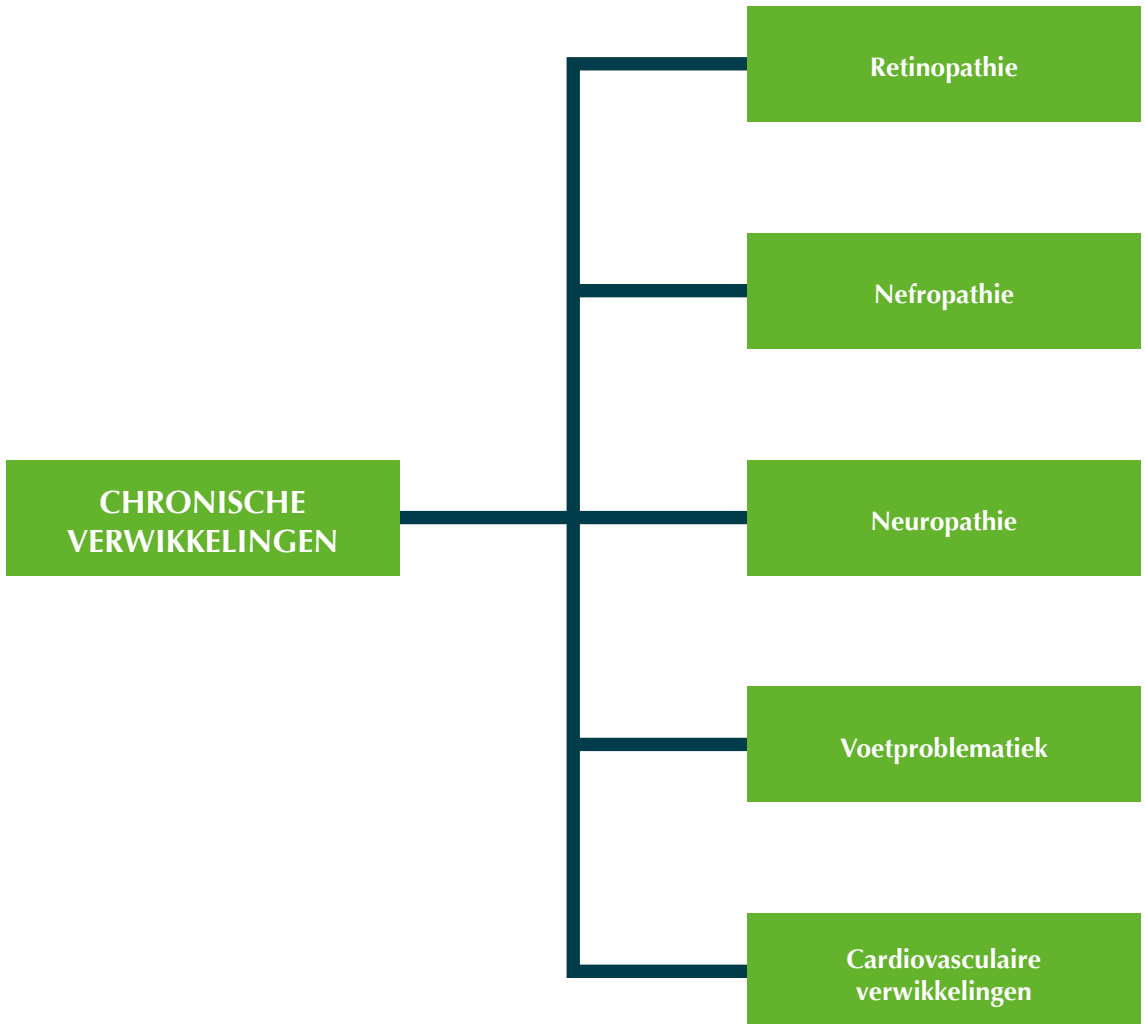 Retinopathie
Nefropathie
CHRONISCHE
VERWIKKELINGEN
Neuropathie
Voetproblematiek
Cardiovasculaire
verwikkelingen